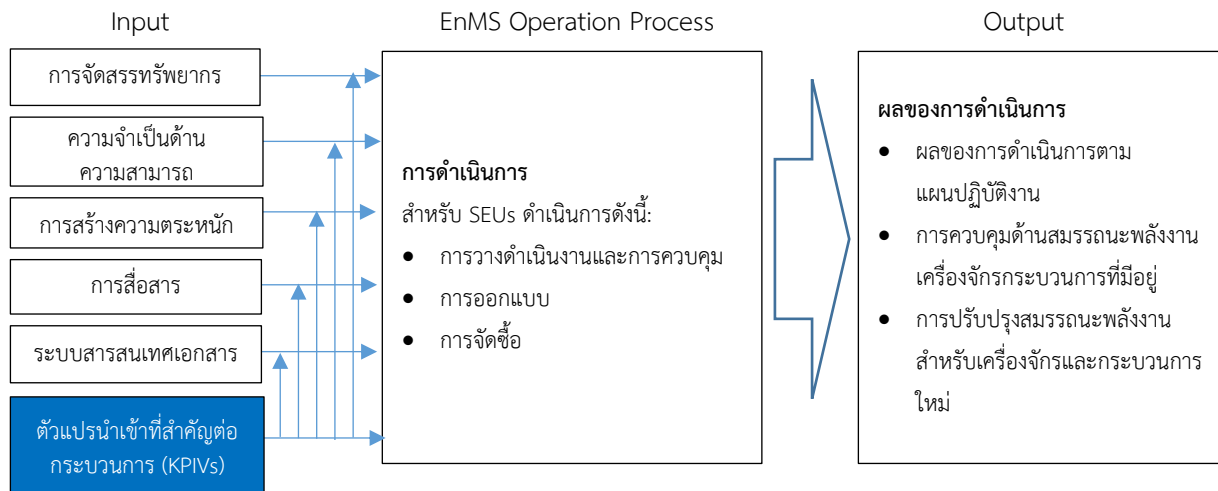 Input
EnMS Operation Process
Output
การจัดสรรทรัพยากร
ความจำเป็นด้าน
ความสามารถ
การสร้างความตระหนัก
การสื่อสาร
ระบบสารสนเทศเอกสาร
ตัวแปรนำเข้าที่สำคัญต่อ
กระบวนการ (KPIVs)
การดำเนินการ
สำหรับ SEUs ดำเนินการดังนี้:
● การวางดำเนินงานและการควบคุม
● การออกแบบ
● การจัดซื้อ
ผลของการดำเนินการ
● ผลของการดำเนินการตาม
แผนปฏิบัติงาน
● การควบคุมด้านสมรรถนะพลังงาน
เครื่องจักรกระบวนการที่มีอยู่
● การปรับปรุงสมรรถนะพลังงาน
สำหรับเครื่องจักรและกระบวนการ
ใหม่